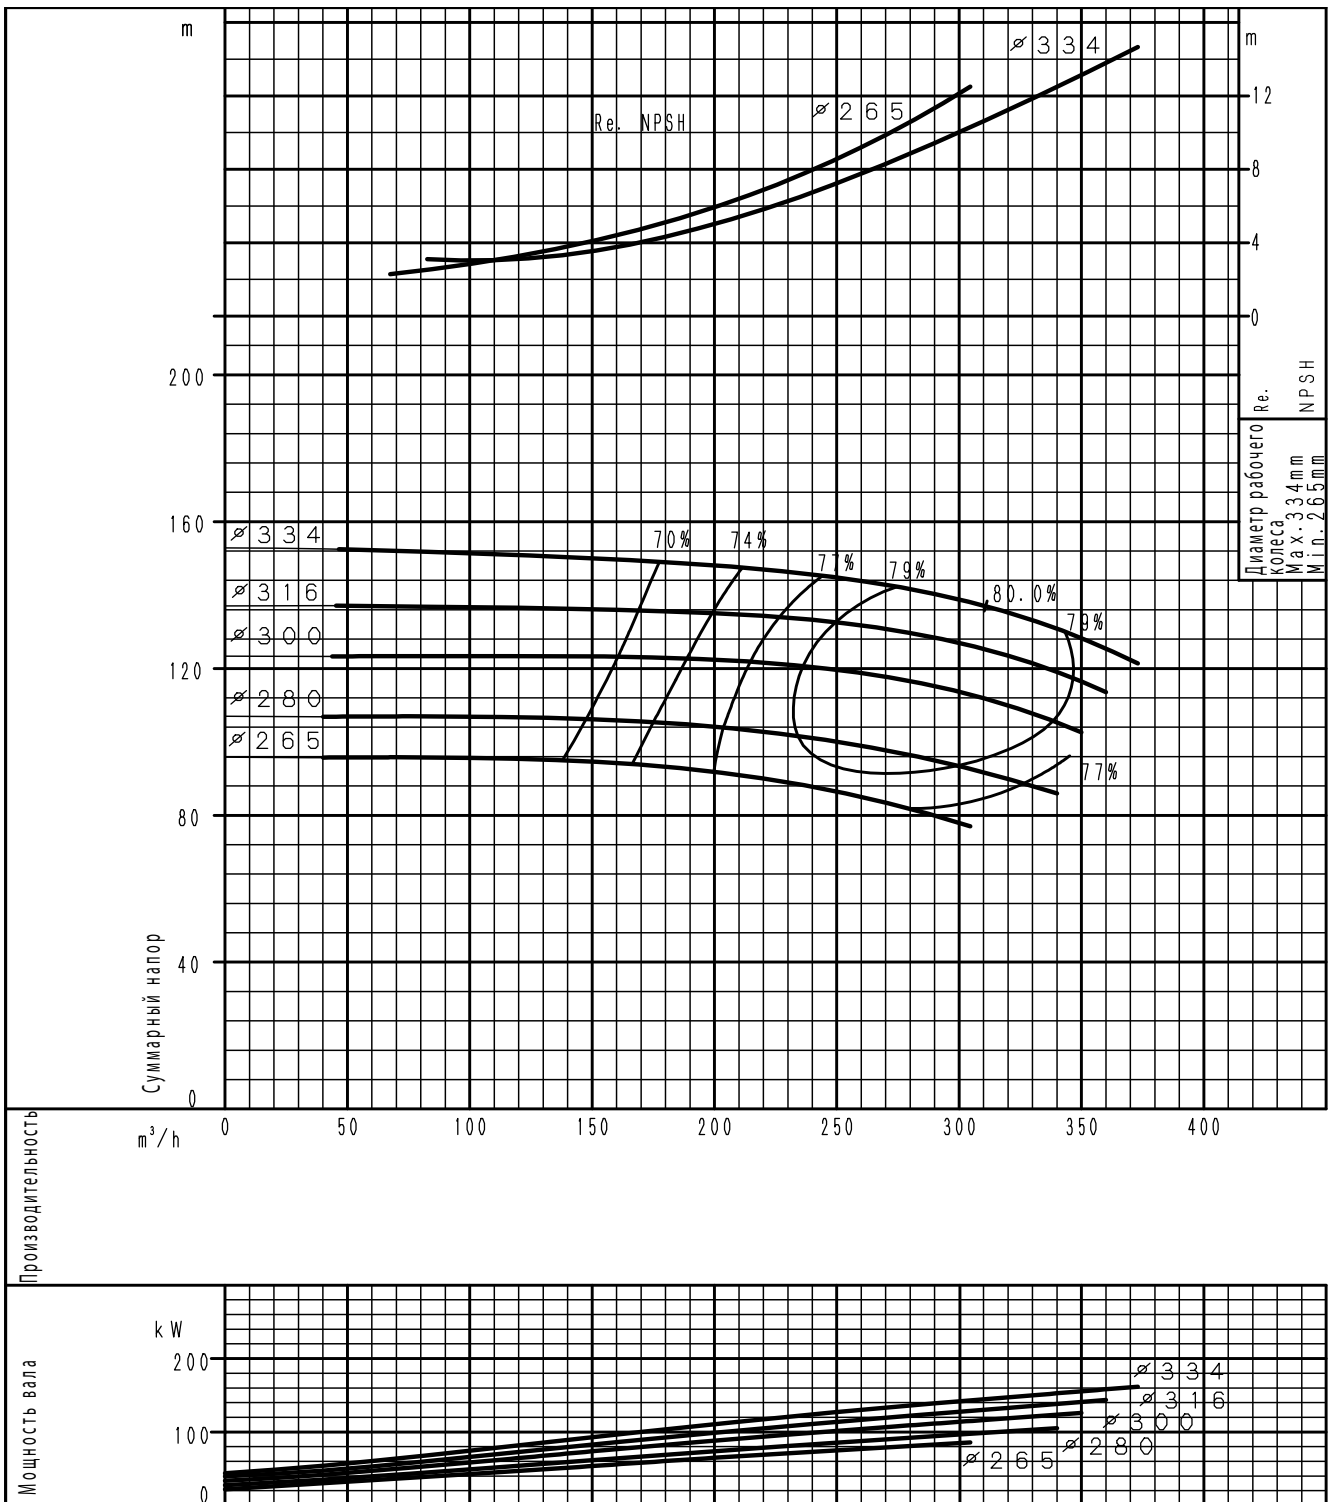 m
⌀334
m
12
⌀265
Re. NPSH
8
4
0
200
Re.
NPSH
Диаметр рабочего
колеса
Max.334mm
Min.265mm
160
⌀334
70%
74%
77%
79%
80.0%
79%
⌀316
⌀300
120
⌀280
⌀265
77%
80
40
Суммарный напор
0
Производительность
m³/h
0
50
100
150
200
250
300
350
400
Мощность вала
kW
200
⌀334
⌀316
⌀300
100
⌀280
⌀265
0